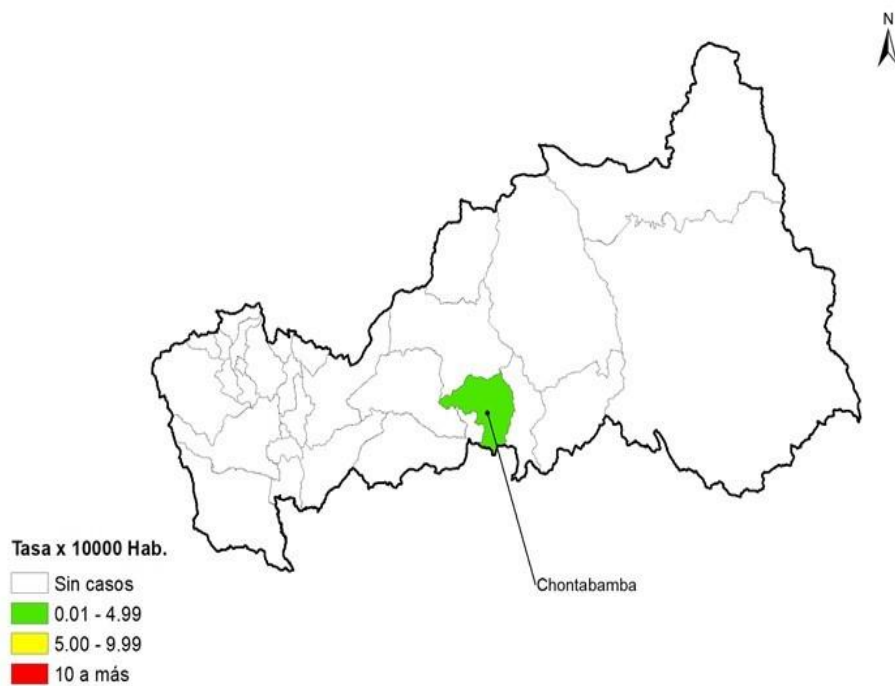 N
Chontabamba
Tasa x 10000 Hab.
Sin casos
0.01 - 4.99
5.00 - 9.99
10 a más